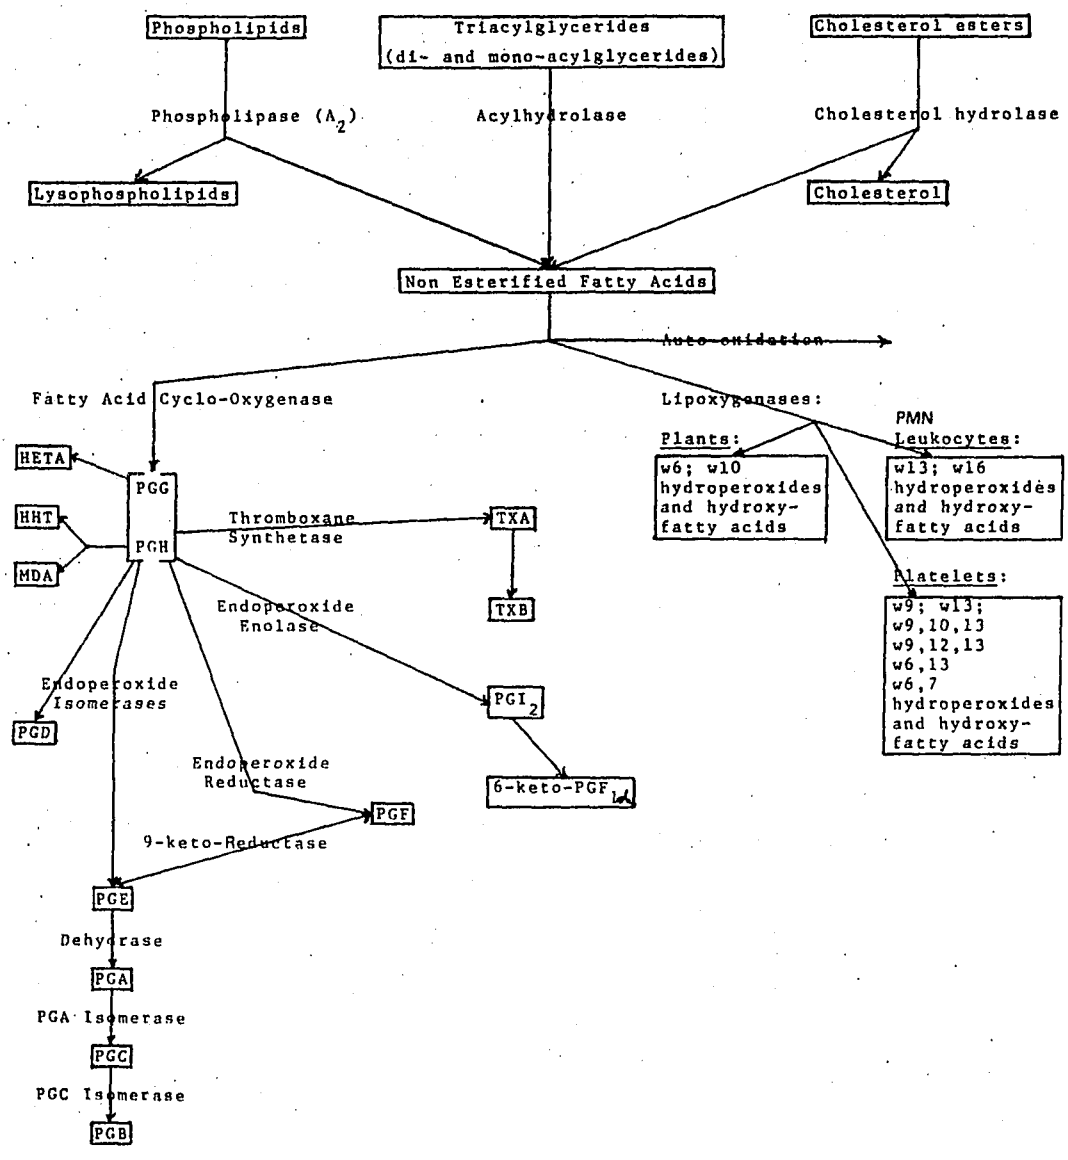 Phospholipids
Triacylglycerides
(di- and mono-acylglycerides)
Cholesterol esters
Phospholipase (A2)
Acylhydrolase
Cholesterol hydrolase
Lysophospholipids
Cholesterol
Non Esterified Fatty Acids
Auto-oxidation
Fatty Acid Cyclo-Oxygenase
Lipoxygenases:
PMN
Plants:
Leukocytes:
w6; w10
hydroperoxides
and hydroxy-
fatty acids
w13; w16
hydroperoxides
and hydroxy-
fatty acids
HETA
PGG
HHT
PGH
MDA
Thromboxane
Synthetase
TXA
TXB
Platelets:
w9; w13;
w9,10,13
w9,12,13
w6,13
w6,7
hydroperoxides
and hydroxy-
fatty acids
Endoperoxide
Enolase
Endoperoxide
Isomerases
PGI2
PGD
Endoperoxide
Reductase
6-keto-PGF1α
PGF
9-keto-Reductase
PGE
Dehydrase
PGA
PGA Isomerase
PGC
PGC Isomerase
PGB